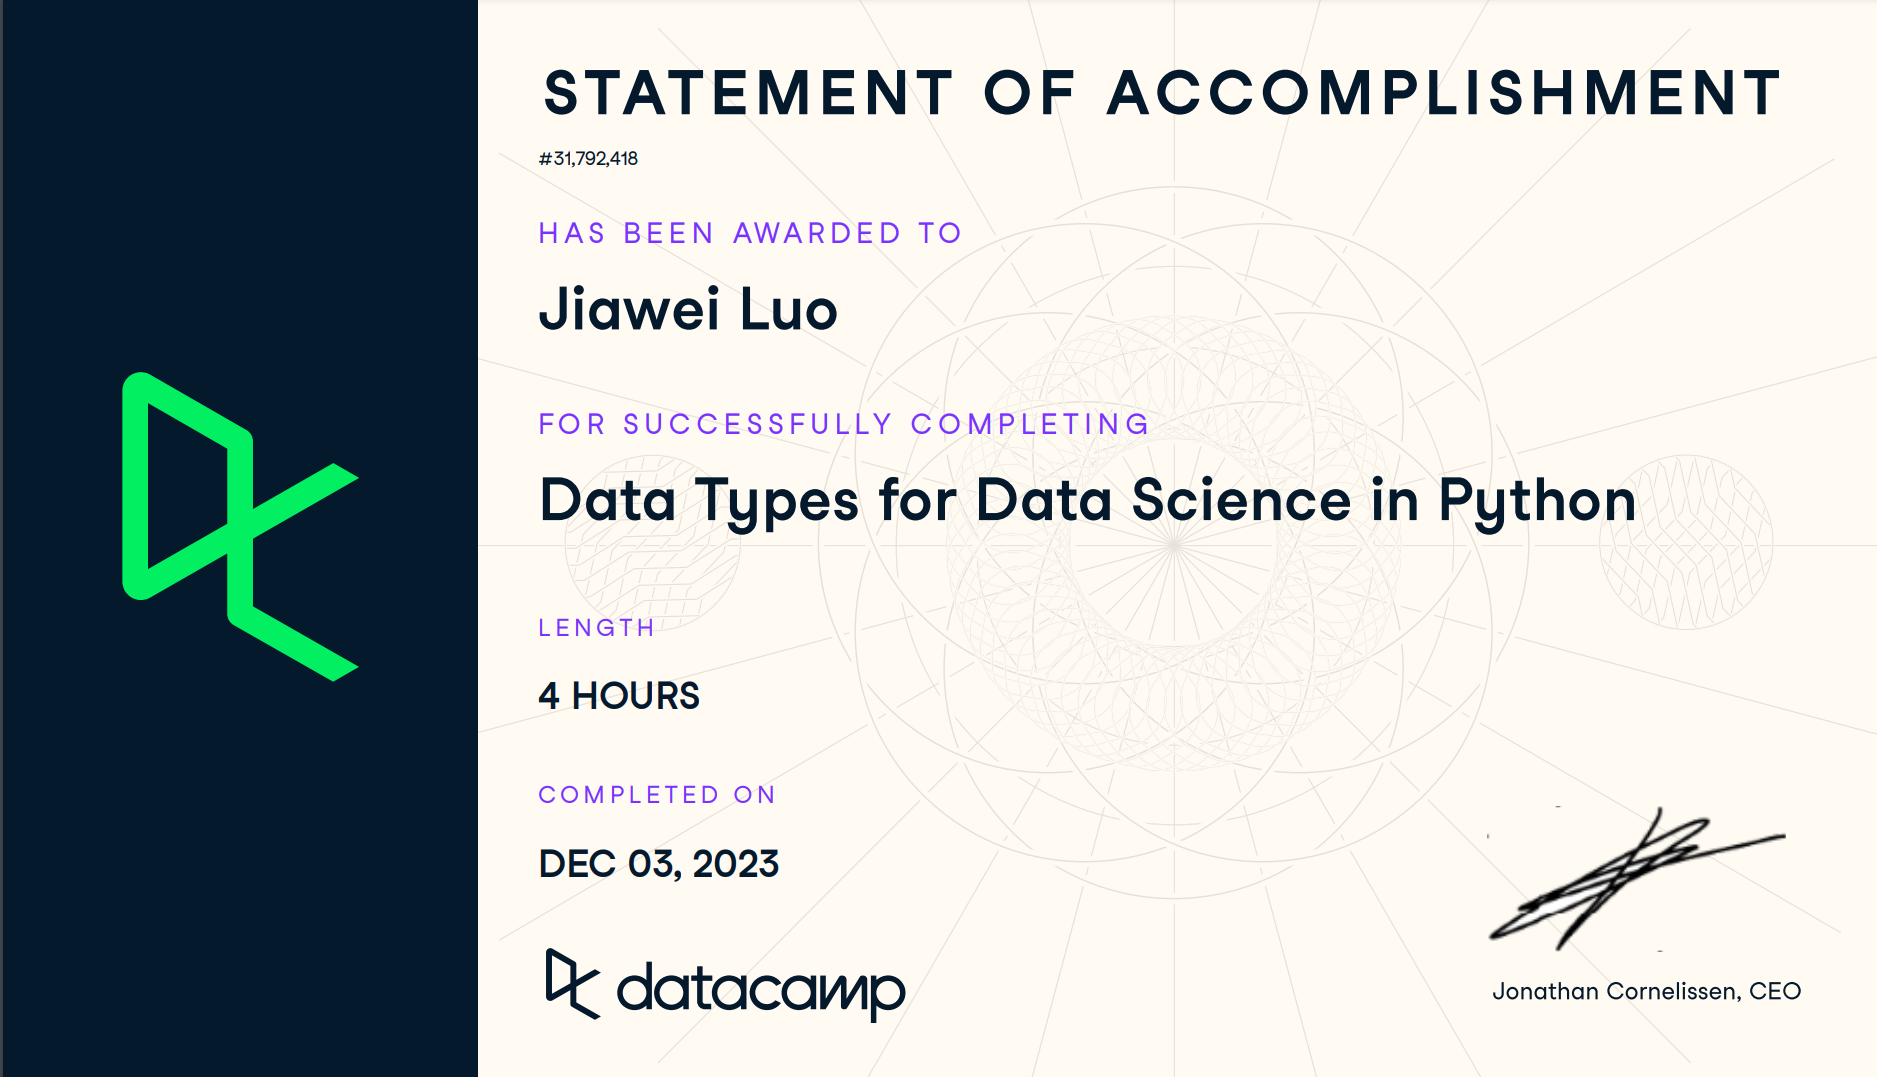 STATEMENT OF ACCOMPLISHMENT
#31,792,418
HAS BEEN AWARDED TO
Jiawei Luo
FOR SUCCESSFULLY COMPLETING
Data Types for Data Science in Python
LENGTH
4 HOURS
COMPLETED ON
DEC 03, 2023
datacamp
Jonathan Cornelissen, CEO